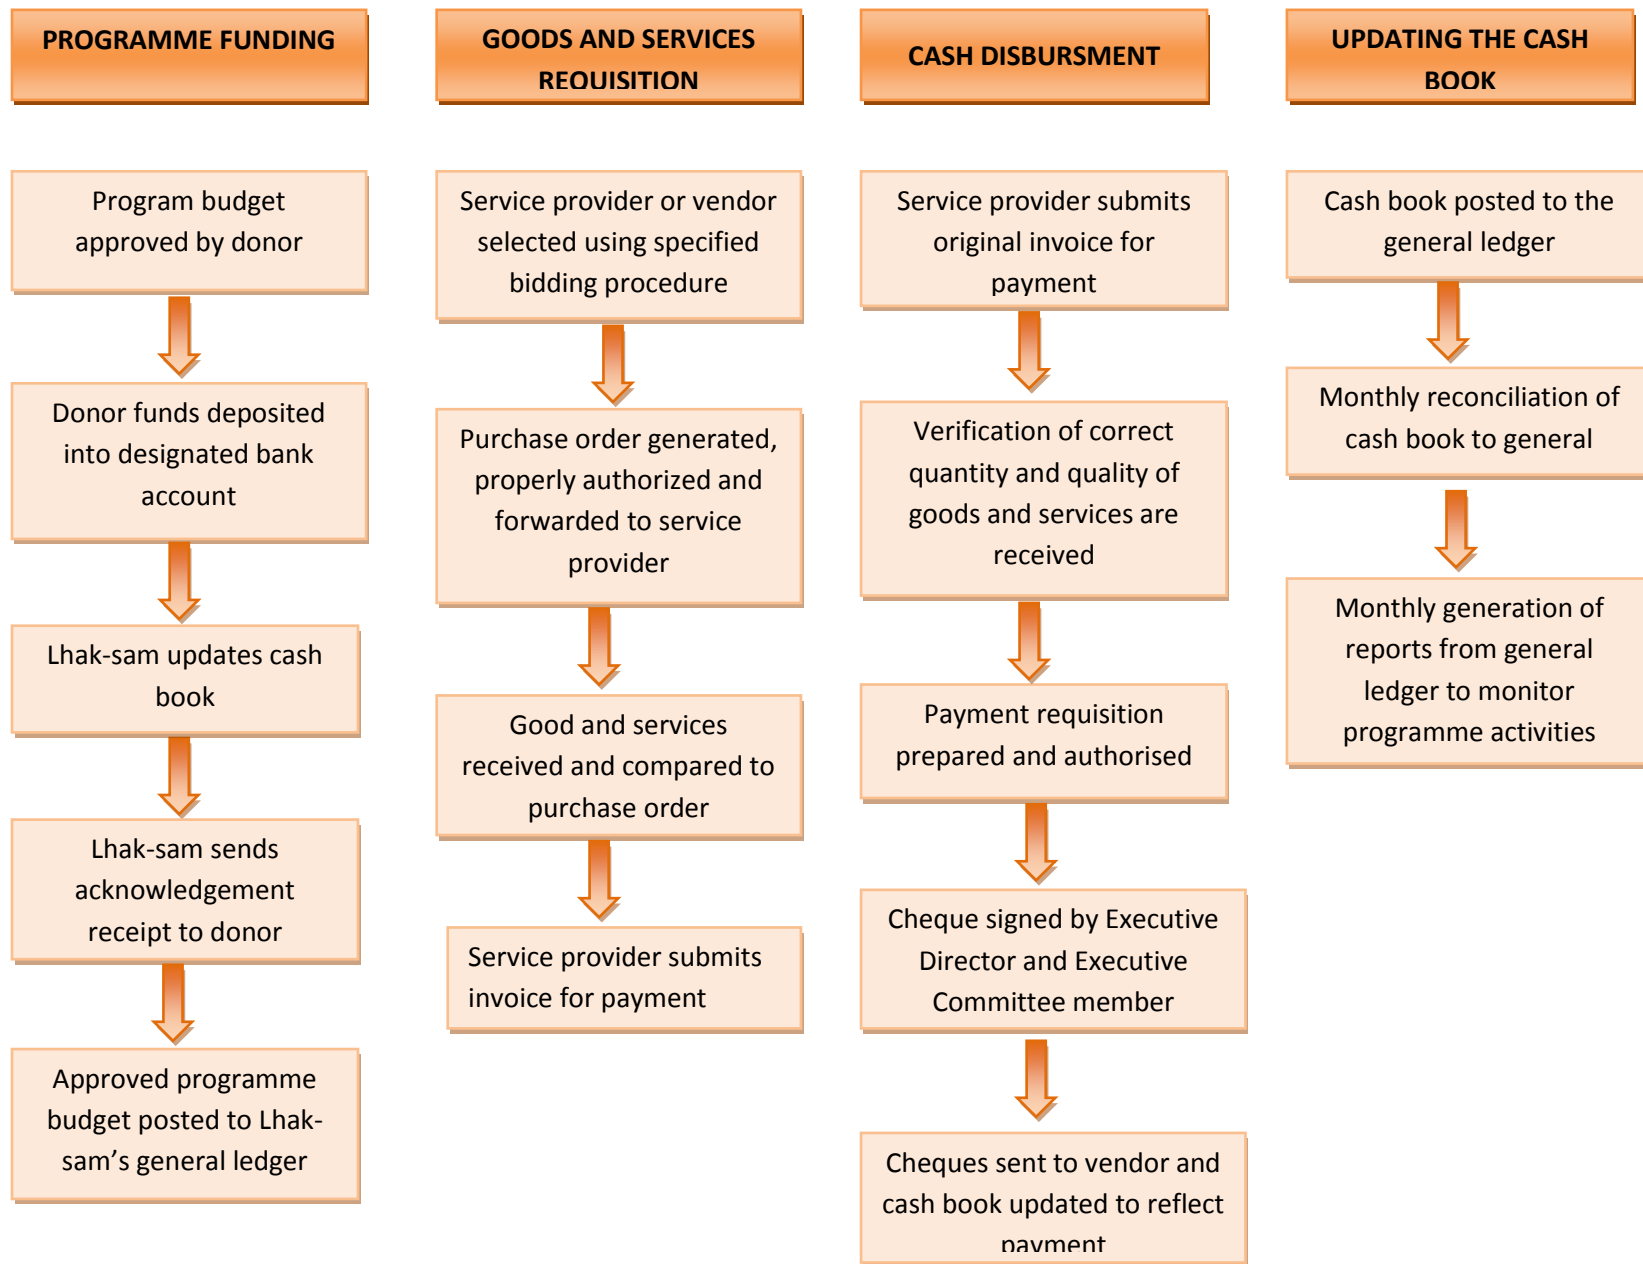 PROGRAMME FUNDING
Program budget
approved by donor
Donor funds deposited
into designated bank
account
Lhak-sam updates cash
book
Lhak-sam sends
acknowledgement
receipt to donor
Approved programme
budget posted to Lhak-
sam’s general ledger
GOODS AND SERVICES
REQUISITION
Service provider or vendor
selected using specified
bidding procedure
Purchase order generated,
properly authorized and
forwarded to service
provider
Good and services
received and compared to
purchase order
Service provider submits
invoice for payment
CASH DISBURSMENT
Service provider submits
original invoice for
payment
Verification of correct
quantity and quality of
goods and services are
received
Payment requisition
prepared and authorised
Cheque signed by Executive
Director and Executive
Committee member
Cheques sent to vendor and
cash book updated to reflect
payment
UPDATING THE CASH
BOOK
Cash book posted to the
general ledger
Monthly reconciliation of
cash book to general
Monthly generation of
reports from general
ledger to monitor
programme activities